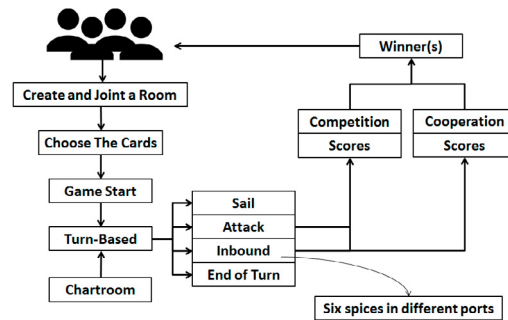 Winner(s)
Create and Joint a Room
Choose The Cards
Game Start
Turn-Based
Chartroom
Sail
Attack
Inbound
End of Turn
Competition
Scores
Cooperation
Scores
Six spices in different ports